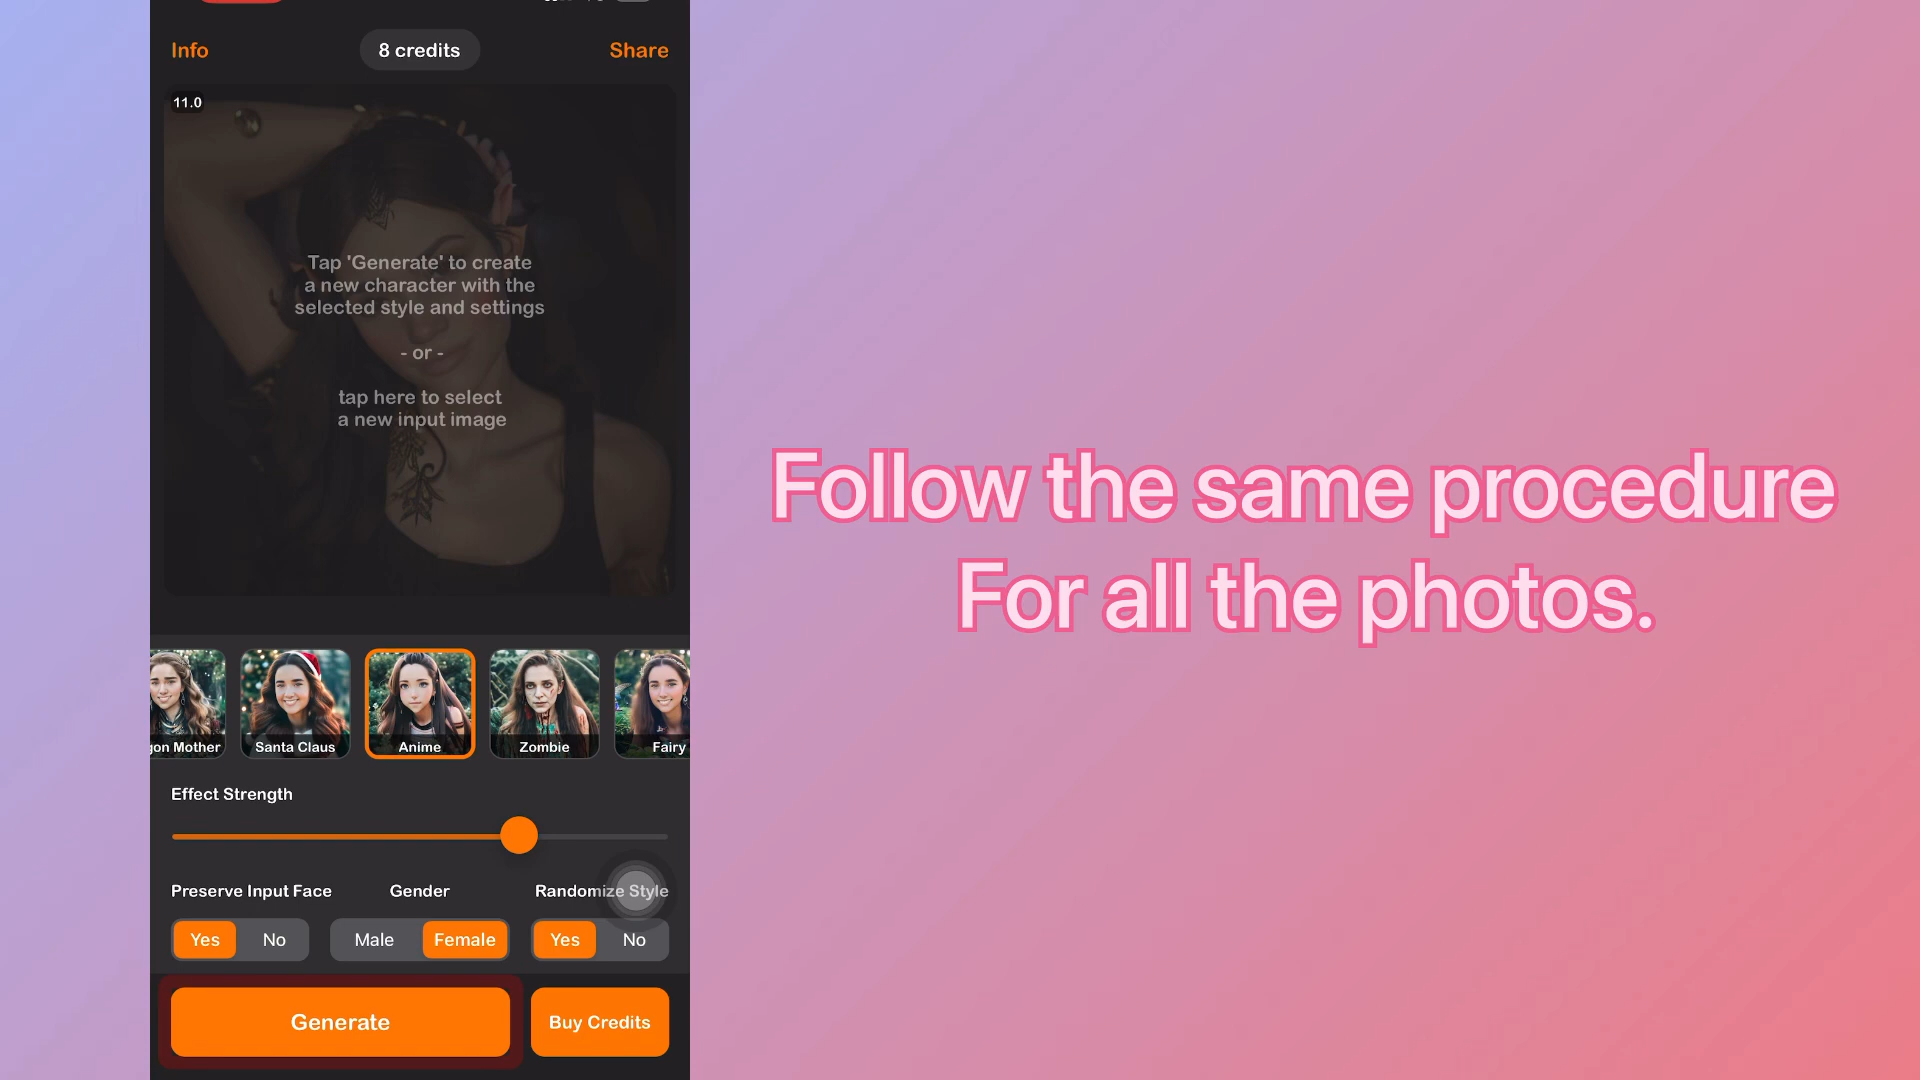 Info
8 credits
Share
11.0
Tap 'Generate' to create
a new character with the
selected style and settings
- or -
tap here to select
a new input image
Follow the same procedure
For all the photos.
gon Mother
Santa Claus
Anime
Zombie
Fairy
Effect Strength
Preserve Input Face
Gender
Randomize Style
Yes
No
Male
Female
Yes
No
Generate
Buy Credits